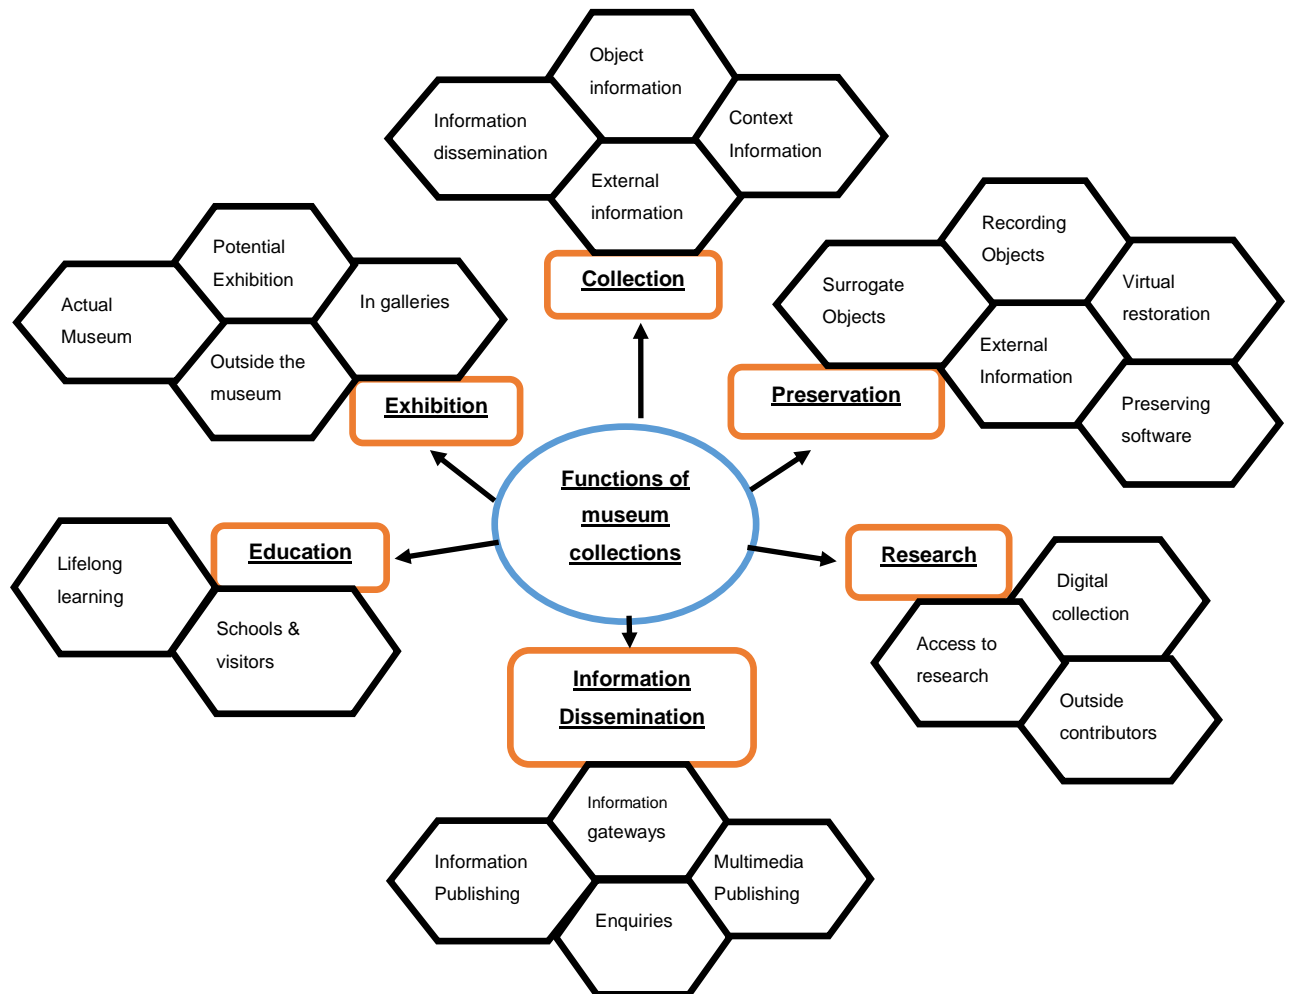 Object
information
Information
dissemination
Context
Information
External
information
Collection
Potential
Exhibition
Actual
Museum
In galleries
Outside the
museum
Exhibition
Recording
Objects
Surrogate
Objects
Virtual
restoration
External
Information
Preserving
software
Preservation
Functions of
museum
collections
Lifelong
learning
Education
Schools &
visitors
Research
Digital
collection
Access to
research
Outside
contributors
Information
Dissemination
Information
gateways
Information
Publishing
Multimedia
Publishing
Enquiries